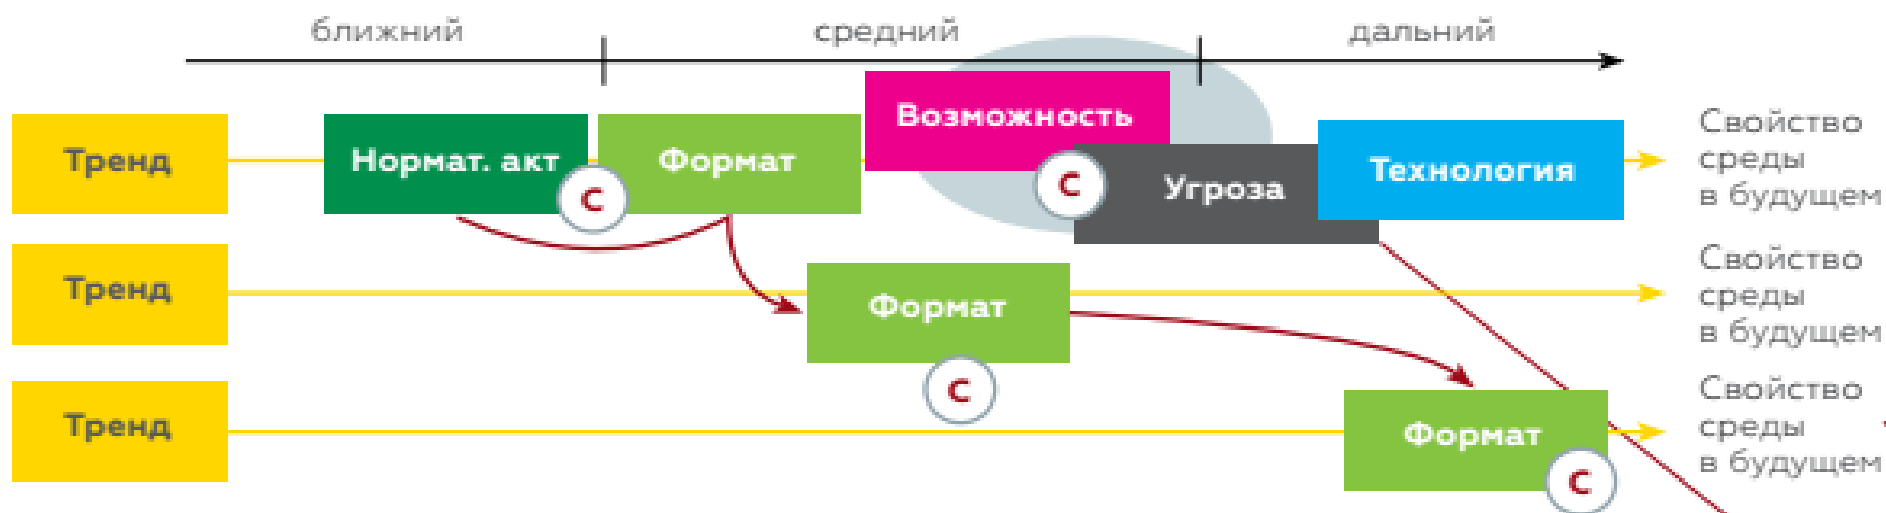 ближний средний дальний
Возможность
Тренд Нормат. акт Формат Угроза Технология
С С
Свойство
среды
в будущем
Тренд Формат
Свойство
среды
в будущем
С
Тренд Формат
Свойство
среды
в будущем
С